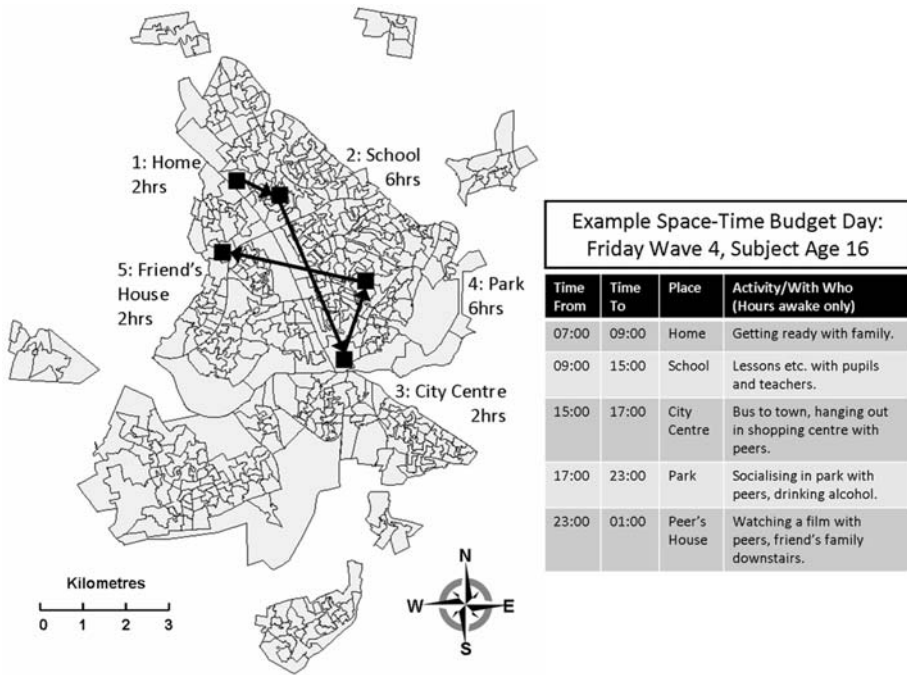 1: Home
2hrs
2: School
6hrs
5: Friend's
House
2hrs
4: Park
6hrs
3: City Centre
2hrs
Kilometres
0 1 2 3
N
W E
S
Example Space-Time Budget Day:
Friday Wave 4, Subject Age 16
Time From Time To Place Activity/With Who (Hours awake only)
07:00 09:00 Home Getting ready with family.
09:00 15:00 School Lessons etc. with pupils
and teachers.
15:00 17:00 City Centre Bus to town, hanging out
in shopping centre with
peers.
17:00 23:00 Park Socialising in park with
peers, drinking alcohol.
23:00 01:00 Peer's House Watching a film with
peers, friend's family
downstairs.